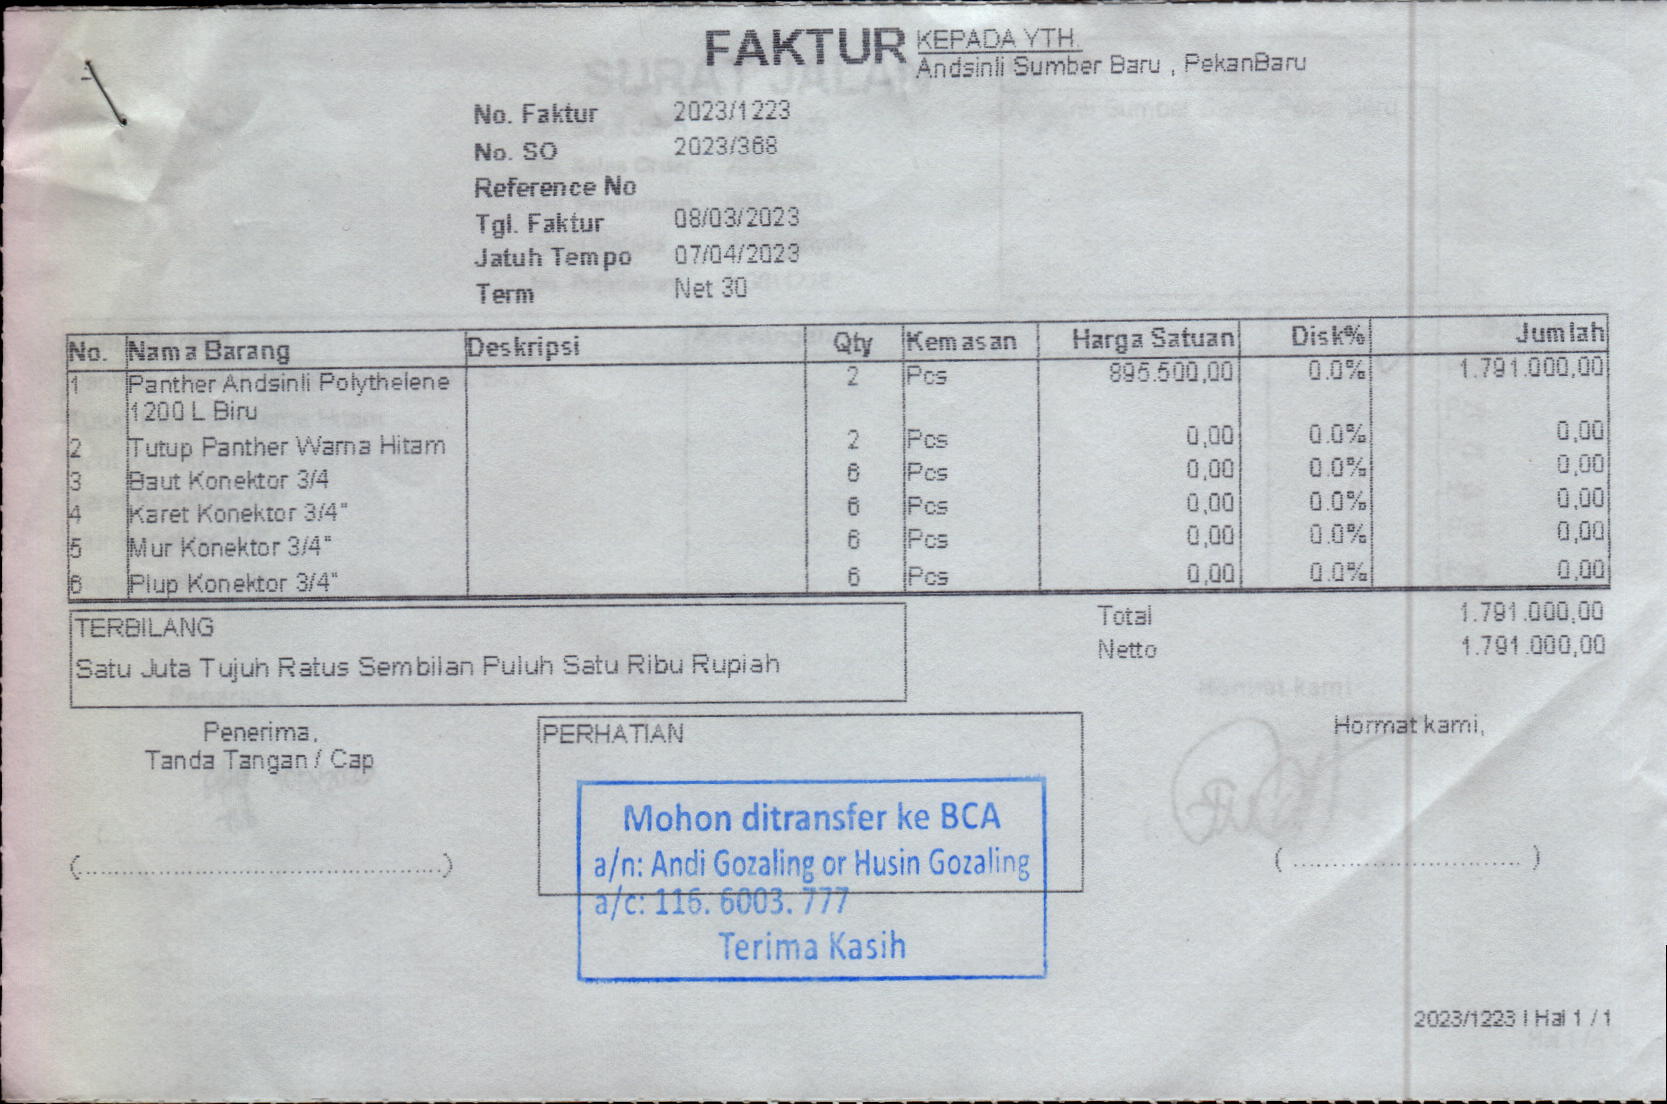 FAKTUR KEPADA YTH.
Andsinli Sumber Baru , PekanBaru
No. Faktur 2023/1223
No. SO 2023/368
Reference No
Tgl. Faktur 08/03/2023
Jatuh Tempo 07/04/2023
Term Net 30
No. Nama Barang Deskripsi Qty Kemasan Harga Satuan Disk% Jumlah
1 Panther Andsinli Polythelene 2 Pcs 895.500,00 0.0% 1.791.000,00
1200 L Biru
2 Tutup Panther Warna Hitam 2 Pcs 0,00 0.0% 0,00
3 Baut Konektor 3/4 6 Pcs 0,00 0.0% 0,00
4 Karet Konektor 3/4" 6 Pcs 0,00 0.0% 0,00
5 Mur Konektor 3/4" 6 Pcs 0,00 0.0% 0,00
6 Plup Konektor 3/4" 6 Pcs 0,00 0.0% 0,00
TERBILANG
Satu Juta Tujuh Ratus Sembilan Puluh Satu Ribu Rupiah
Total 1.791.000,00
Netto 1.791.000,00
Penerima,
Tanda Tangan / Cap
(............................................)
PERHATIAN
Mohon ditransfer ke BCA
a/n: Andi Gozaling or Husin Gozaling
a/c: 116. 6003. 777
Terima Kasih
Hormat kami,
( ............................ )
2023/1223 | Hal 1 / 1